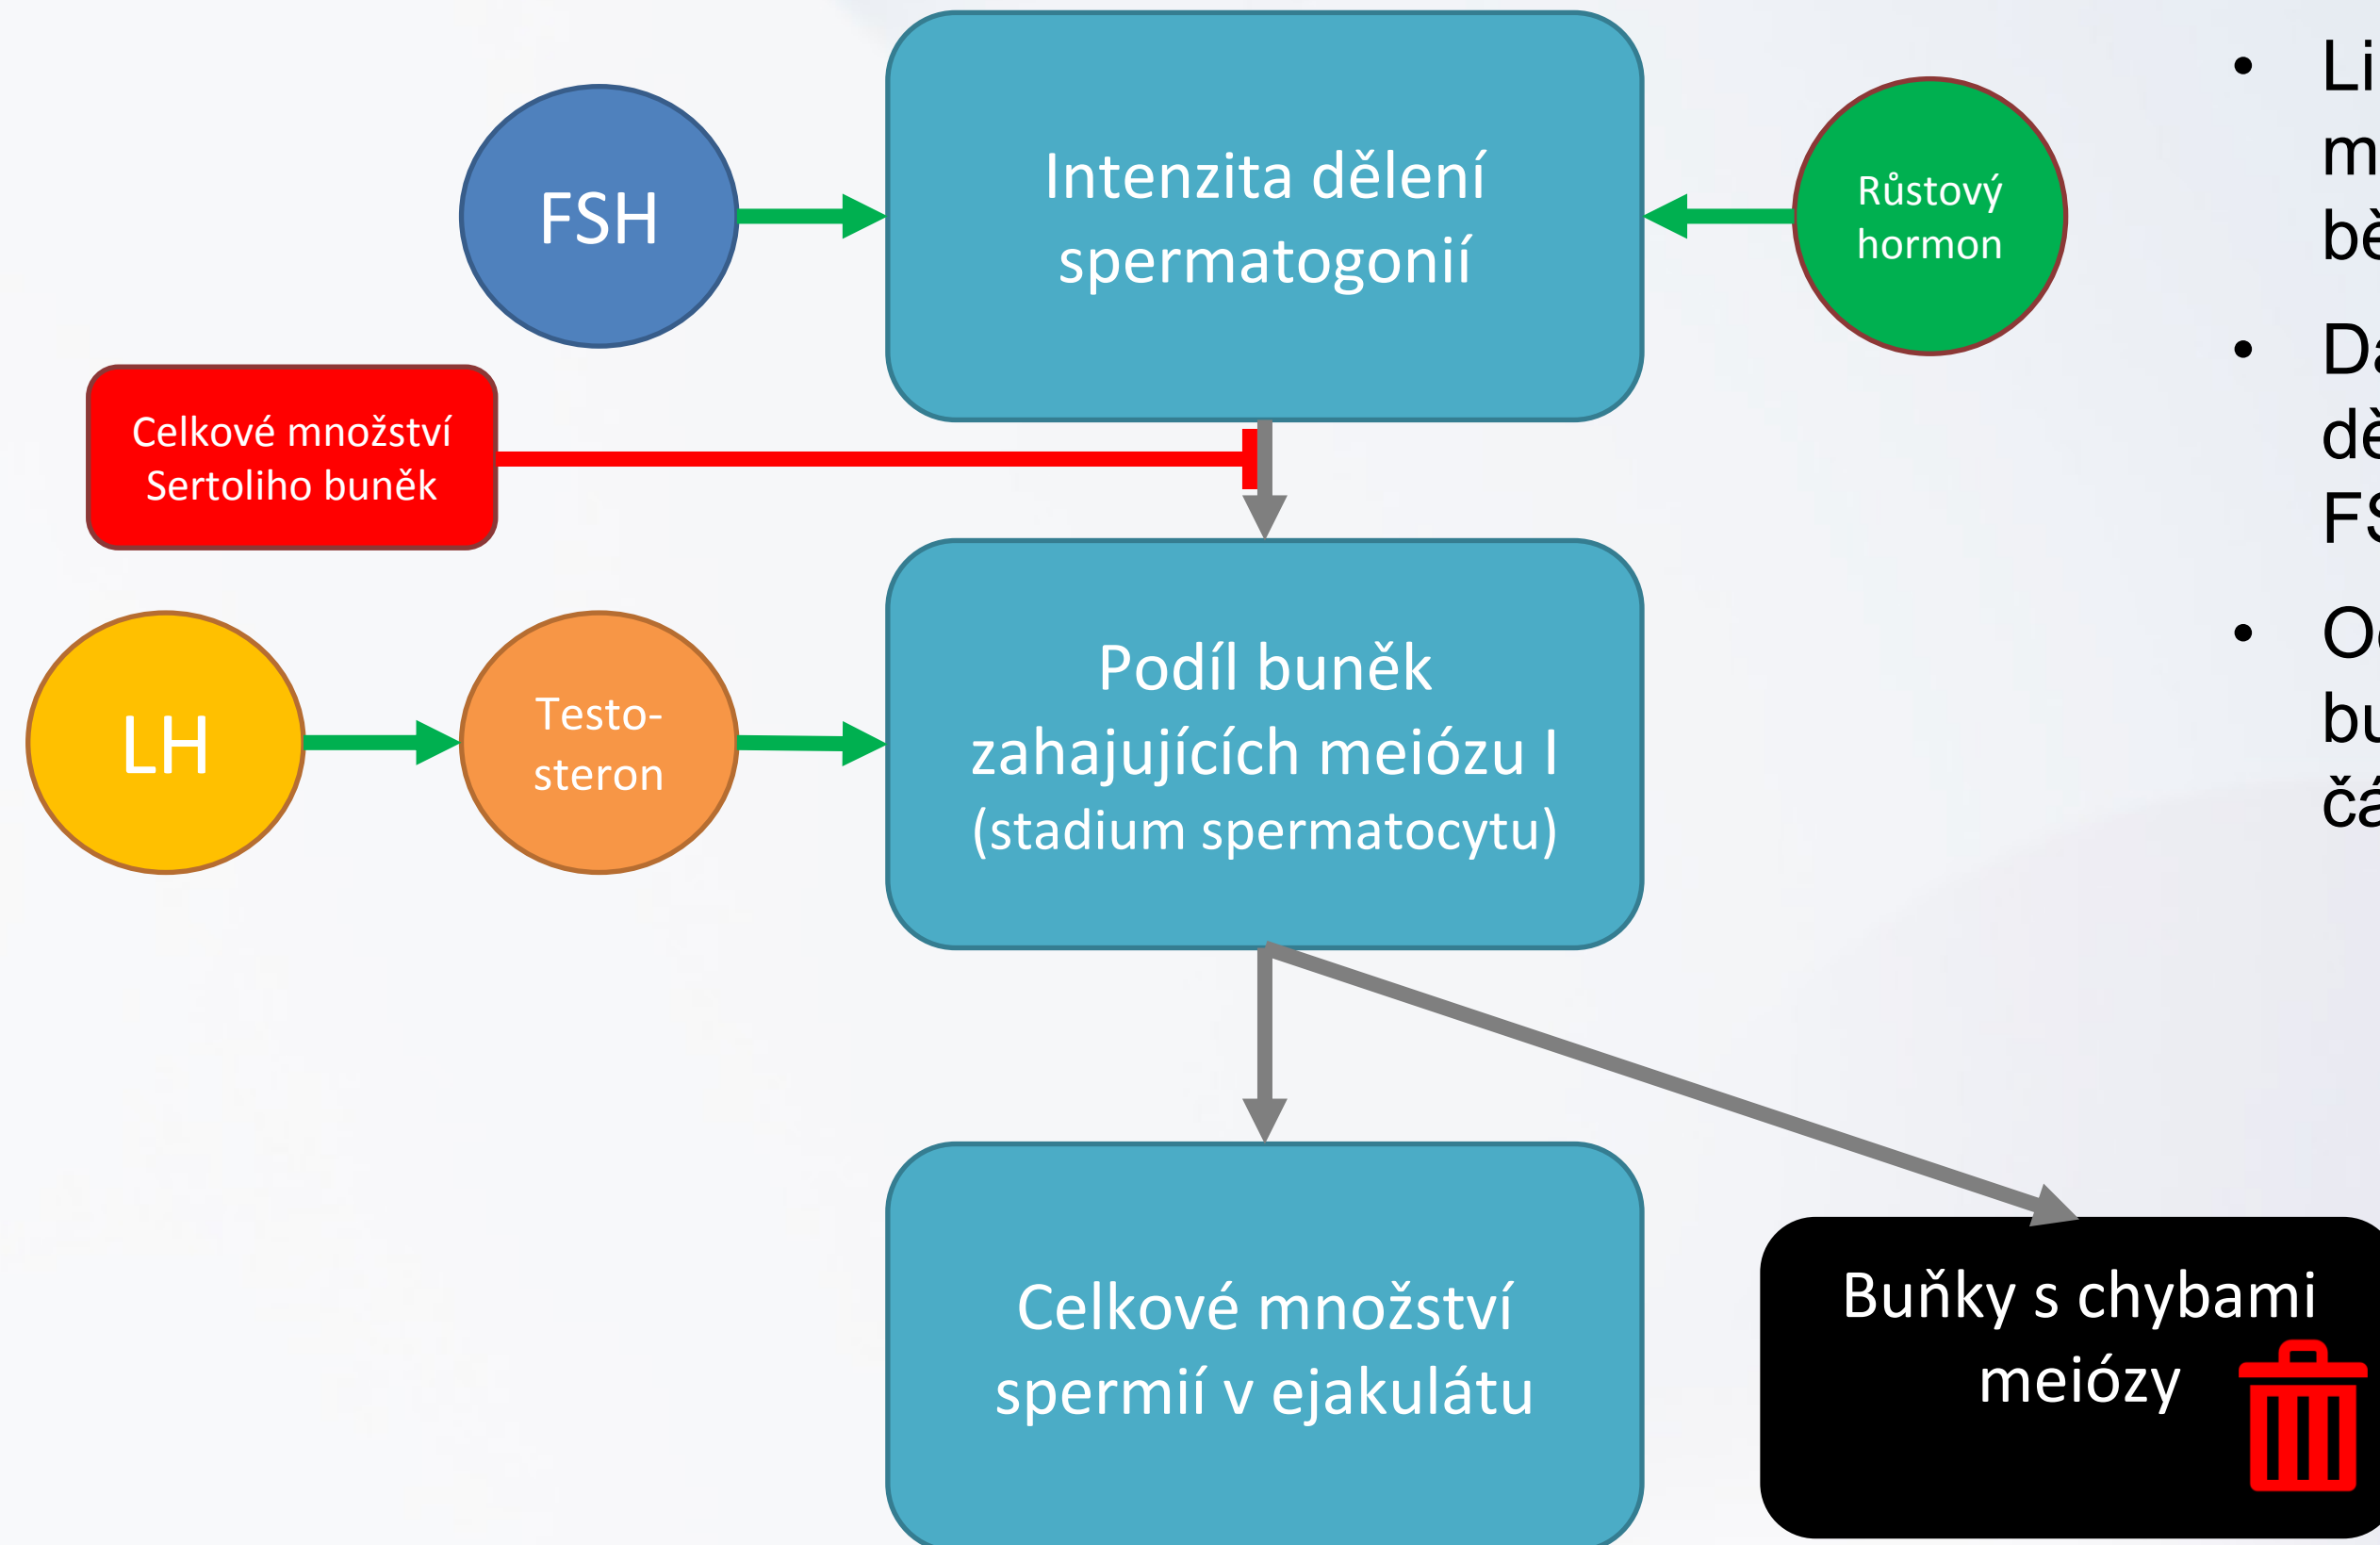 FSH
Intenzita dělení
spermatogonií
Růstový
hormon
Celkové množství
Sertoliho buněk
LH
Testo-
steron
Podíl buněk
zahajujících meiózu I
(stadium spermatocytu)
Celkové množství
spermií v ejakulátu
Buňky s chybami
meiózy